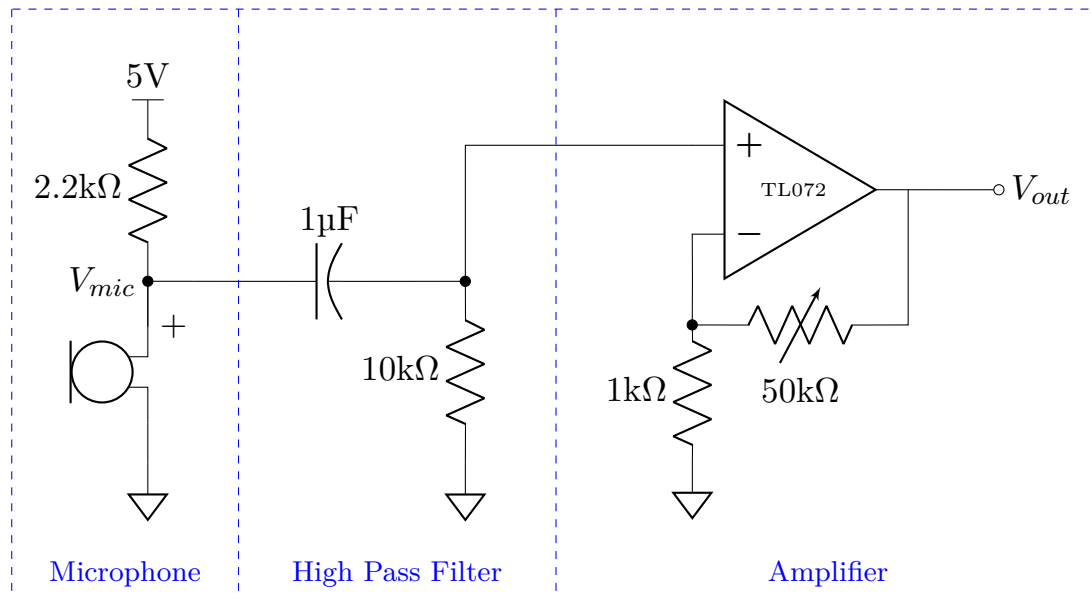 5V
2.2kΩ
V_mic
+
1µF
10kΩ
+
TL072
−
V_out
1kΩ
50kΩ
Microphone
High Pass Filter
Amplifier